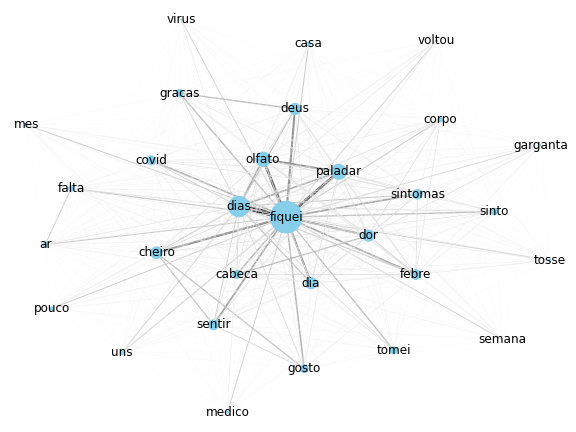 virus
casa
voltou
gracas
deus
mes
corpo
garganta
covid
olfato
paladar
falta
sintomas
dias
fiquei
sinto
ar
dor
cheiro
tosse
cabeca
dia
febre
pouco
sentir
uns
tomei
semana
gosto
medico